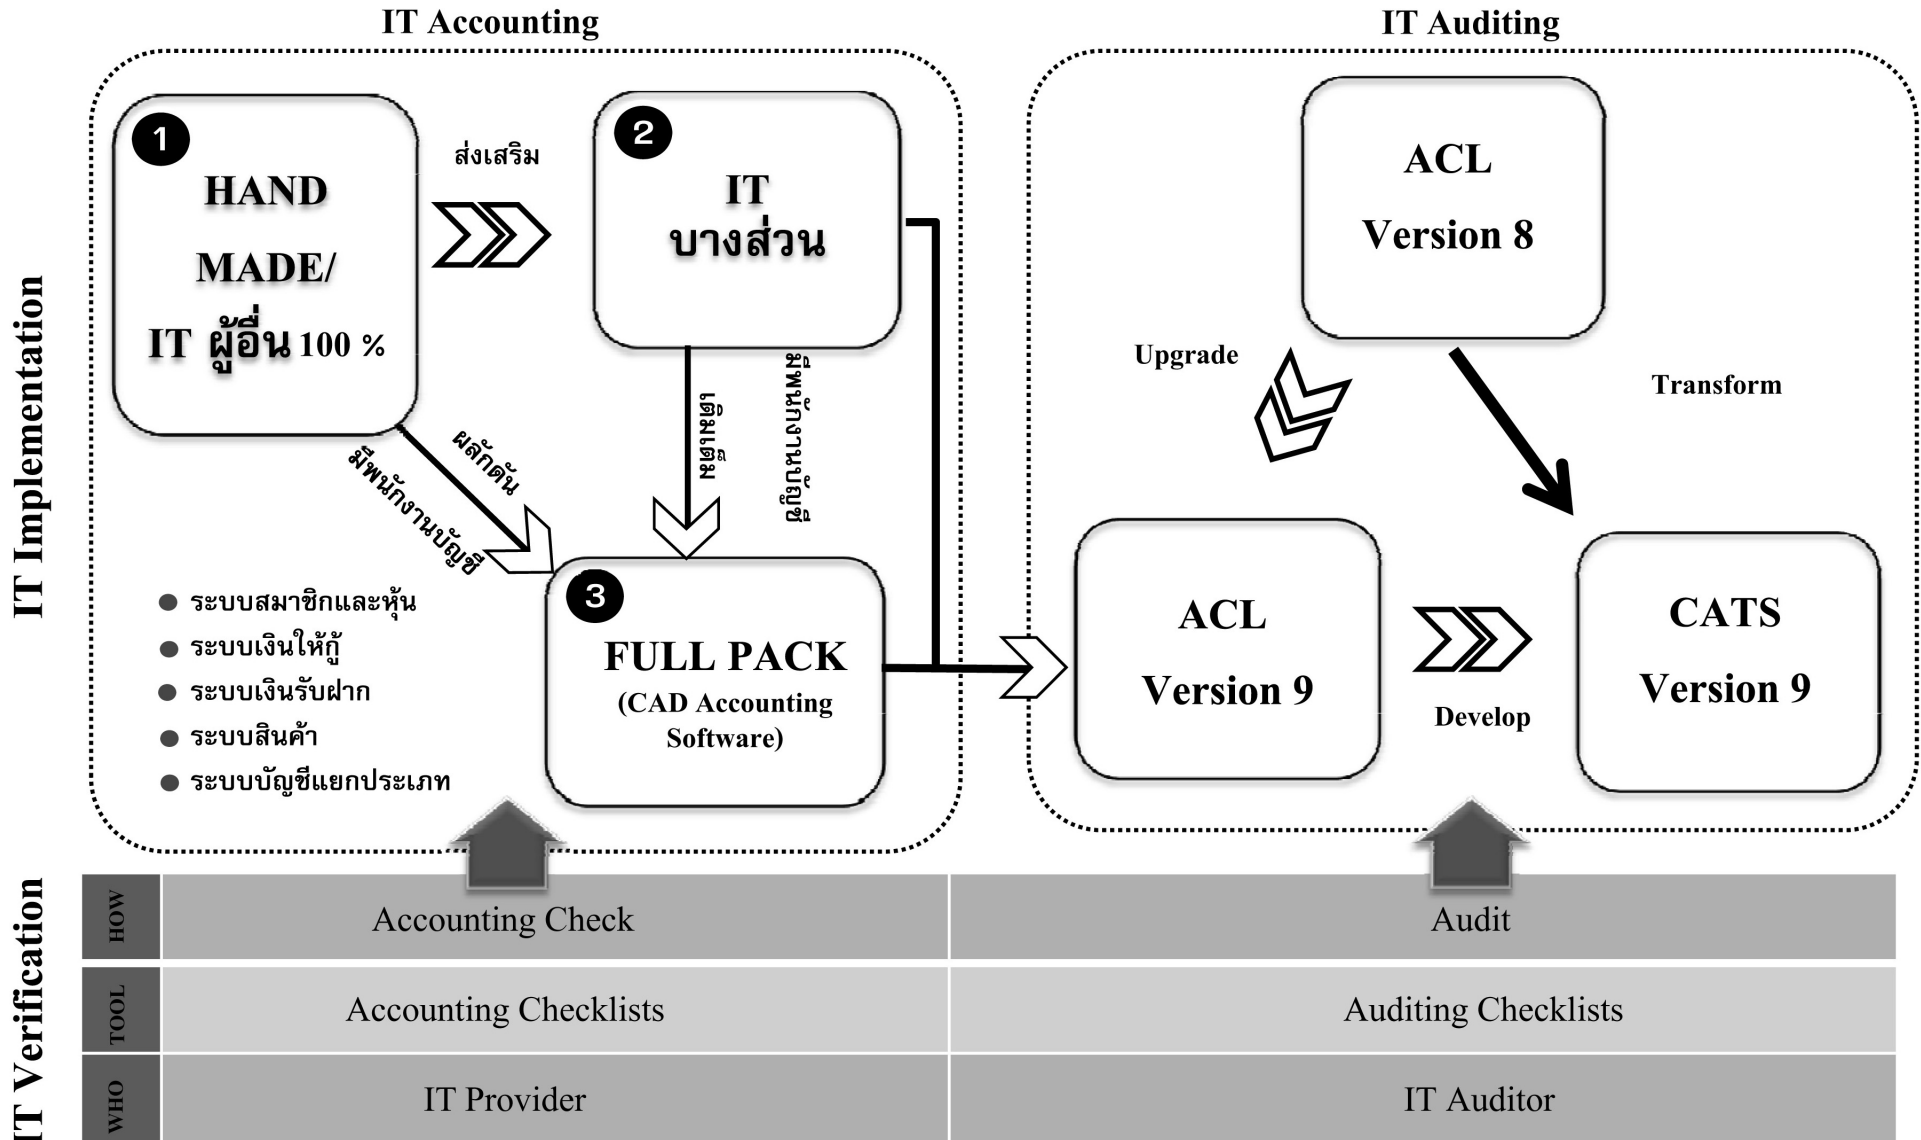 IT Accounting
IT Auditing
IT Implementation
1
HAND
MADE/
IT ผู้อื่น 100 %
ส่งเสริม
2
IT
บางส่วน
ผลักดัน
มีพนักงานบัญชี
เติมเต็ม
มีพนักงานบัญชี
ระบบสมาชิกและหุ้น
ระบบเงินให้กู้
ระบบเงินรับฝาก
ระบบสินค้า
ระบบบัญชีแยกประเภท
3
FULL PACK
(CAD Accounting
Software)
ACL
Version 8
Upgrade
Transform
ACL
Version 9
Develop
CATS
Version 9
IT Verification
HOW
Accounting Check
Audit
TOOL
Accounting Checklists
Auditing Checklists
WHO
IT Provider
IT Auditor